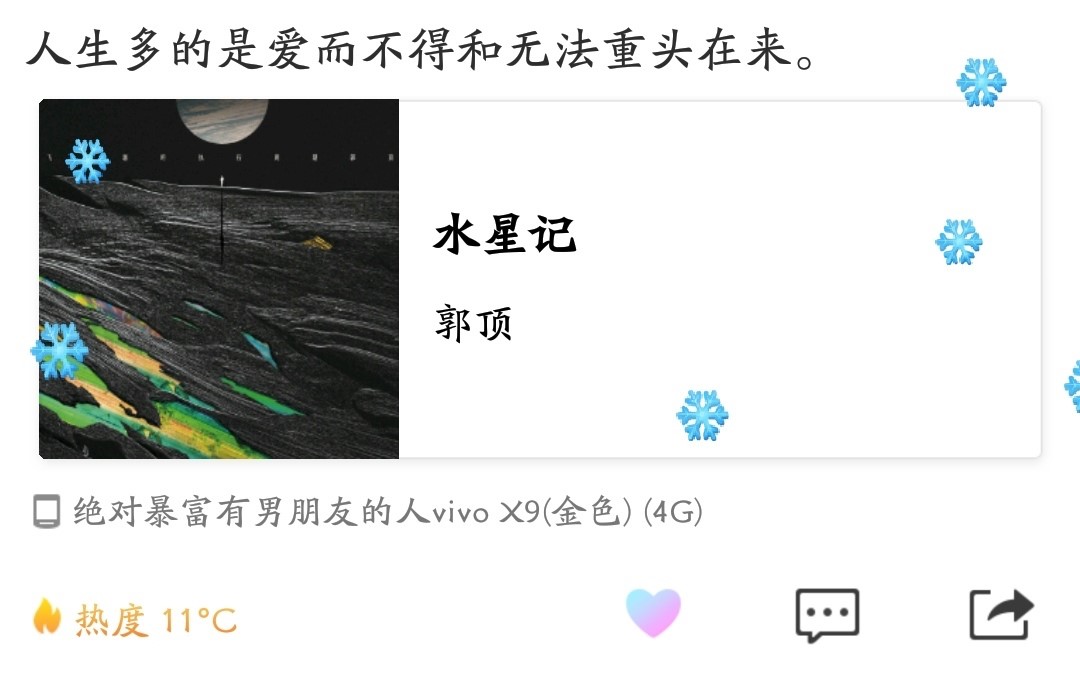 人生多的是爱而不得和无法重头在来。
水星记
郭顶
绝对暴富有男朋友的人vivo X9(金色) (4G)
热度 11°C